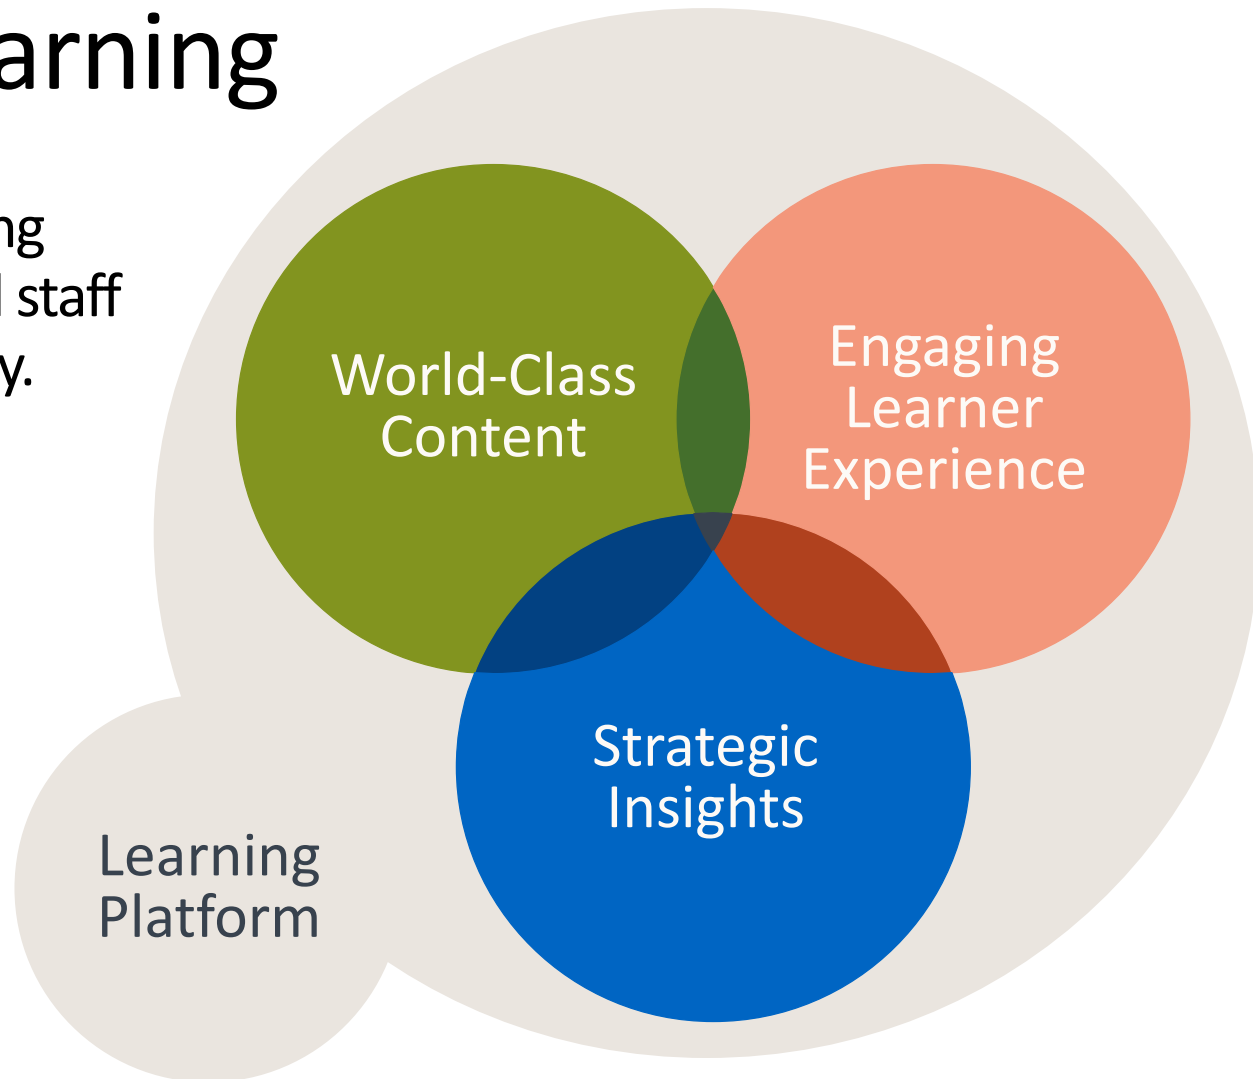 arning
ng
staff
y.
World-Class
Content
Engaging
Learner
Experience
Strategic
Insights
Learning
Platform